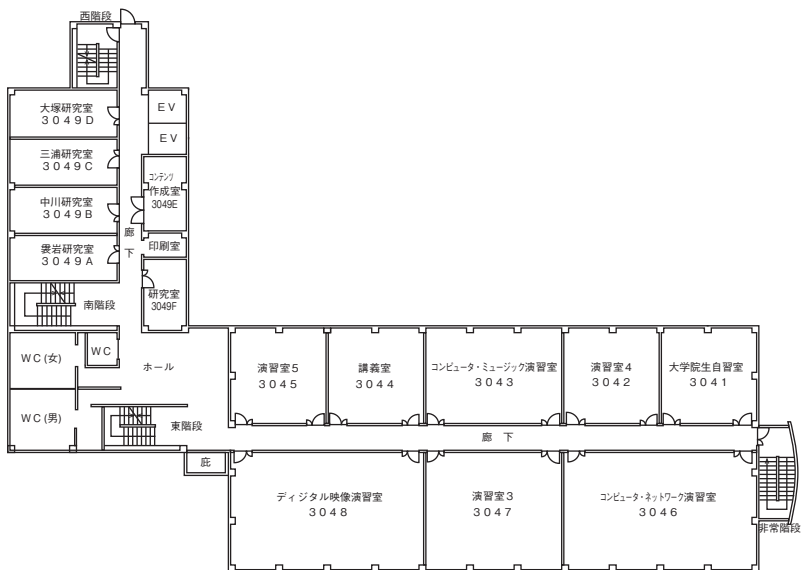 西階段
大塚研究室
3049D
EV
EV
三浦研究室
3049C
コンテンツ
作成室
3049E
中川研究室
3049B
廊
下
印刷室
3049A
研究室
3049F
南階段
WC(女)
WC
ホール
WC(男)
東階段
庇
演習室5
3045
講義室
3044
コンピュータ・ミュージック演習室
3043
演習室4
3042
大学院生自習室
3041
廊 下
ディジタル映像演習室
3048
演習室3
3047
コンピュータ・ネットワーク演習室
3046
非常階段